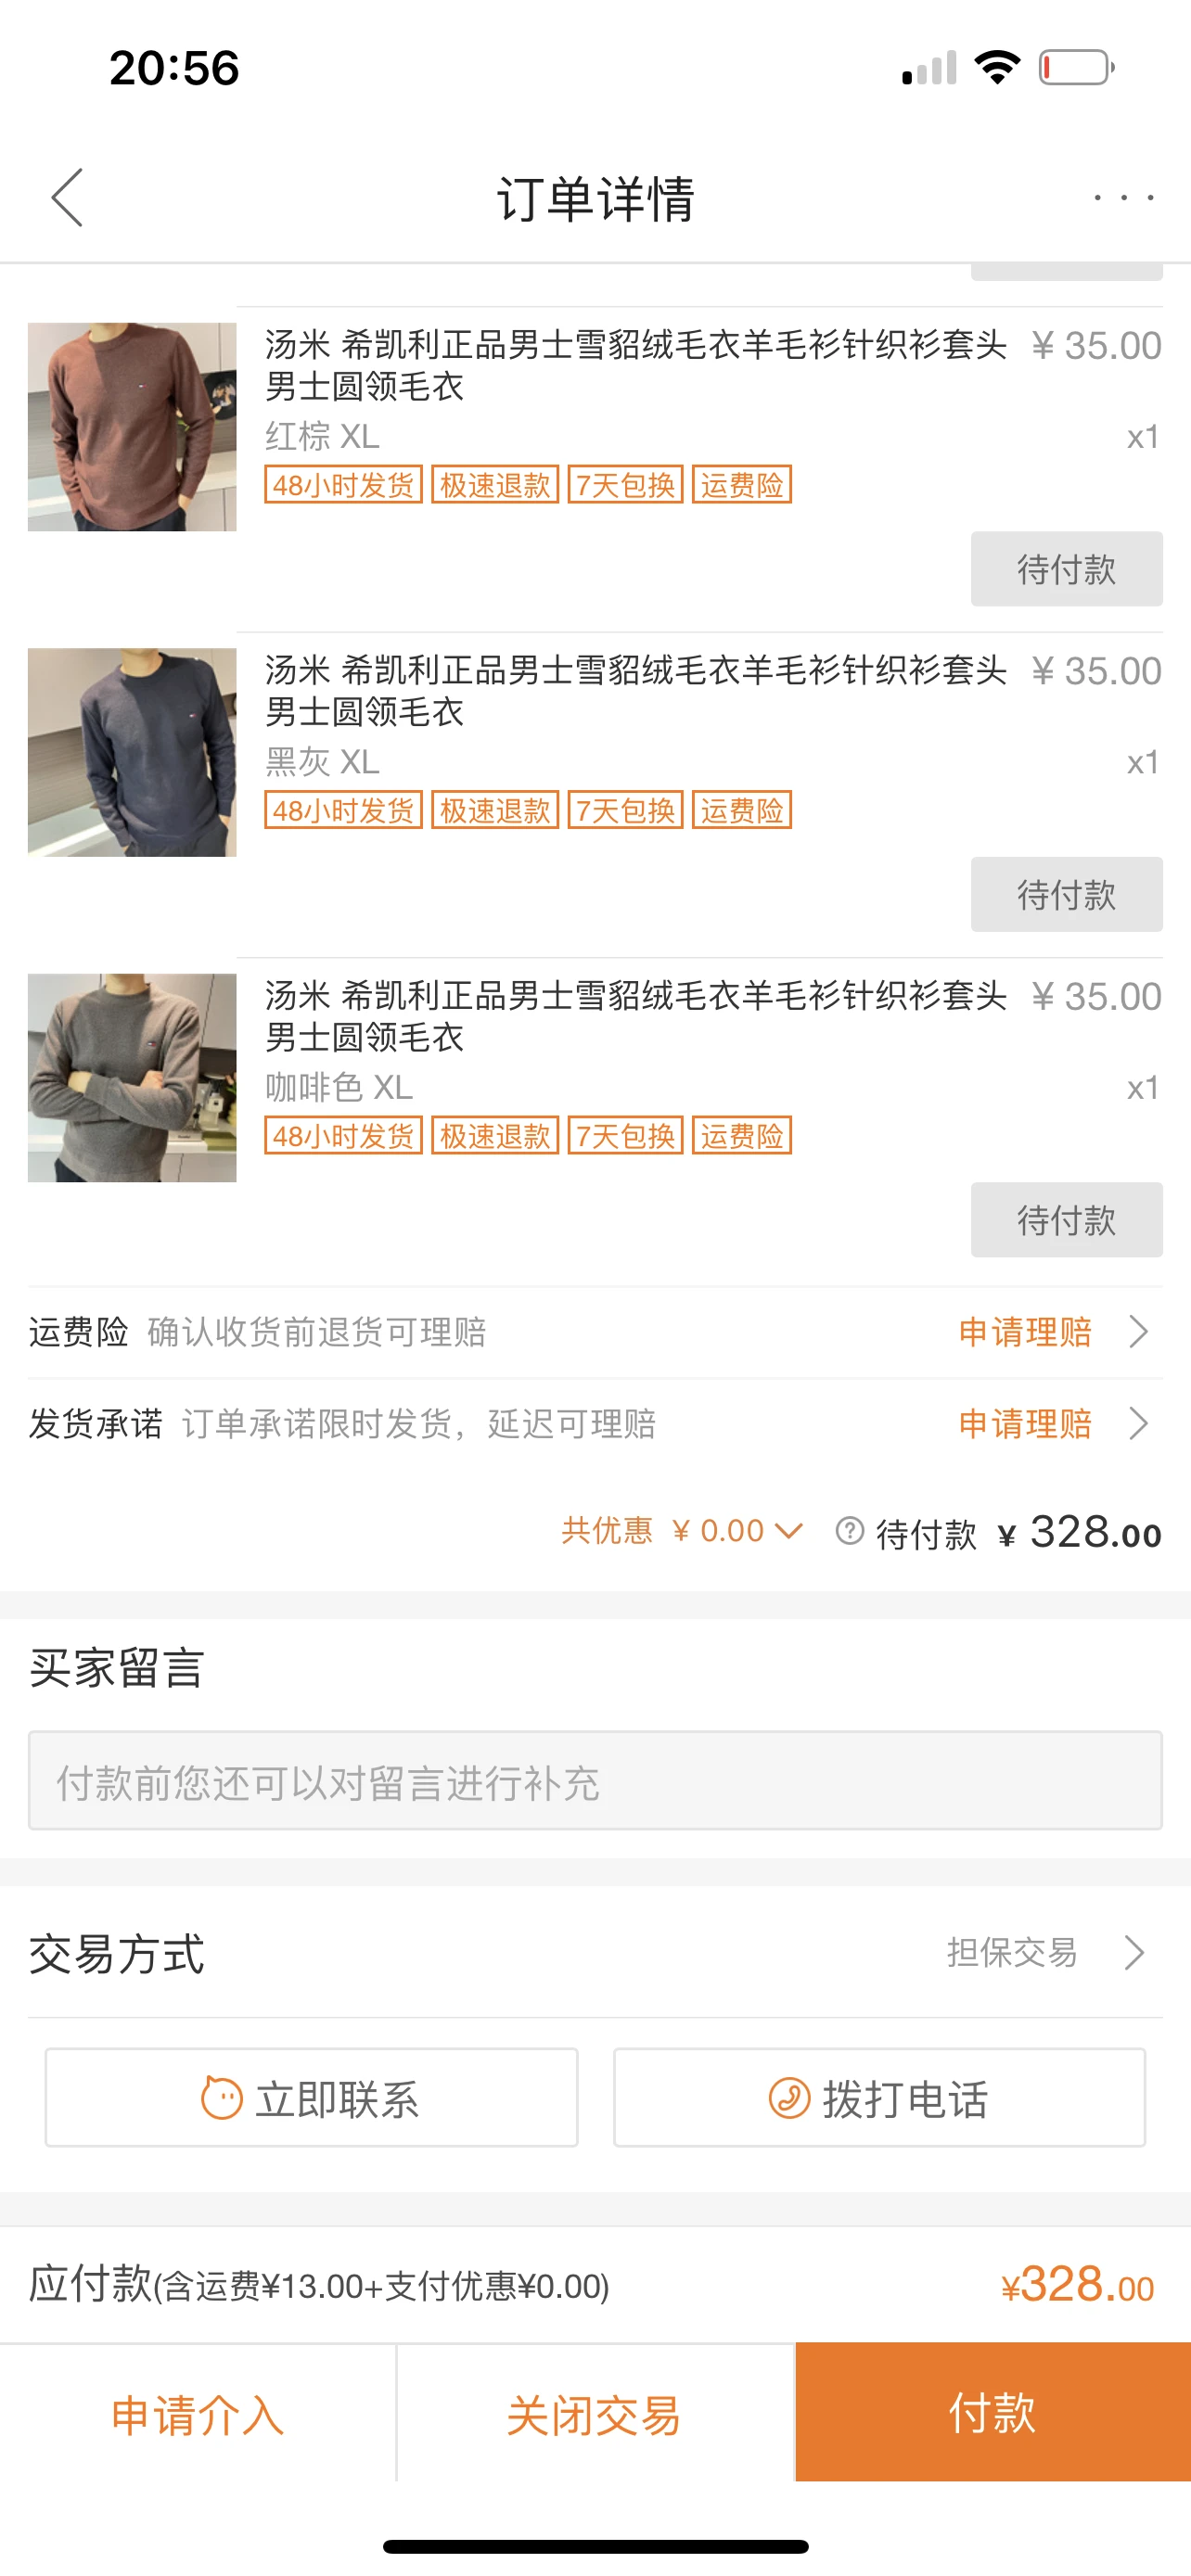 20:56
订单详情
汤米 希凯利正品男士雪貂绒毛衣羊毛衫针织衫套头 ¥ 35.00
男士圆领毛衣
红棕 XL x1
48小时发货 极速退款 7天包换 运费险
待付款
汤米 希凯利正品男士雪貂绒毛衣羊毛衫针织衫套头 ¥ 35.00
男士圆领毛衣
黑灰 XL x1
48小时发货 极速退款 7天包换 运费险
待付款
汤米 希凯利正品男士雪貂绒毛衣羊毛衫针织衫套头 ¥ 35.00
男士圆领毛衣
咖啡色 XL x1
48小时发货 极速退款 7天包换 运费险
待付款
运费险 确认收货前退货可理赔 申请理赔
发货承诺 订单承诺限时发货，延迟可理赔 申请理赔
共优惠 ¥ 0.00 待付款 ¥ 328.00
买家留言
付款前您还可以对留言进行补充
交易方式 担保交易
立即联系 拨打电话
应付款(含运费¥13.00+支付优惠¥0.00) ¥328.00
申请介入 关闭交易 付款